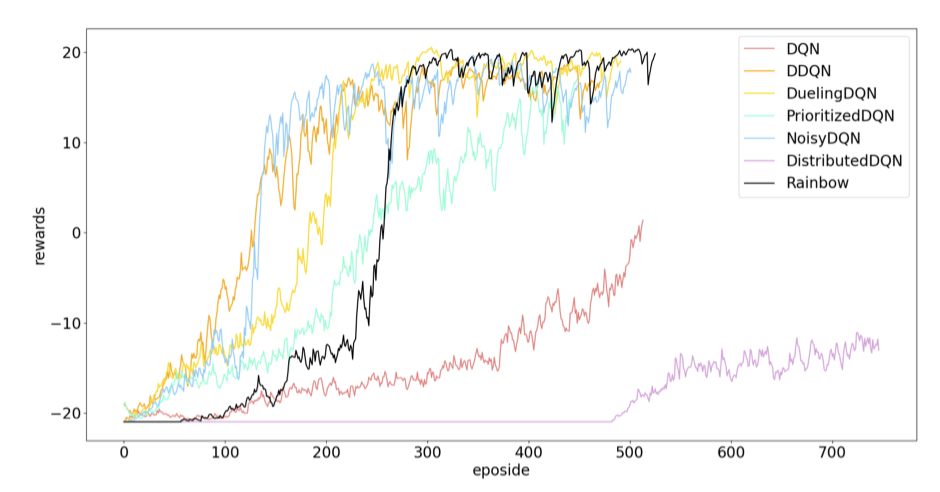 20
10
0
−10
−20
rewards
0 100 200 300 400 500 600 700
eposide
DQN
DDQN
DuelingDQN
PrioritizedDQN
NoisyDQN
DistributedDQN
Rainbow